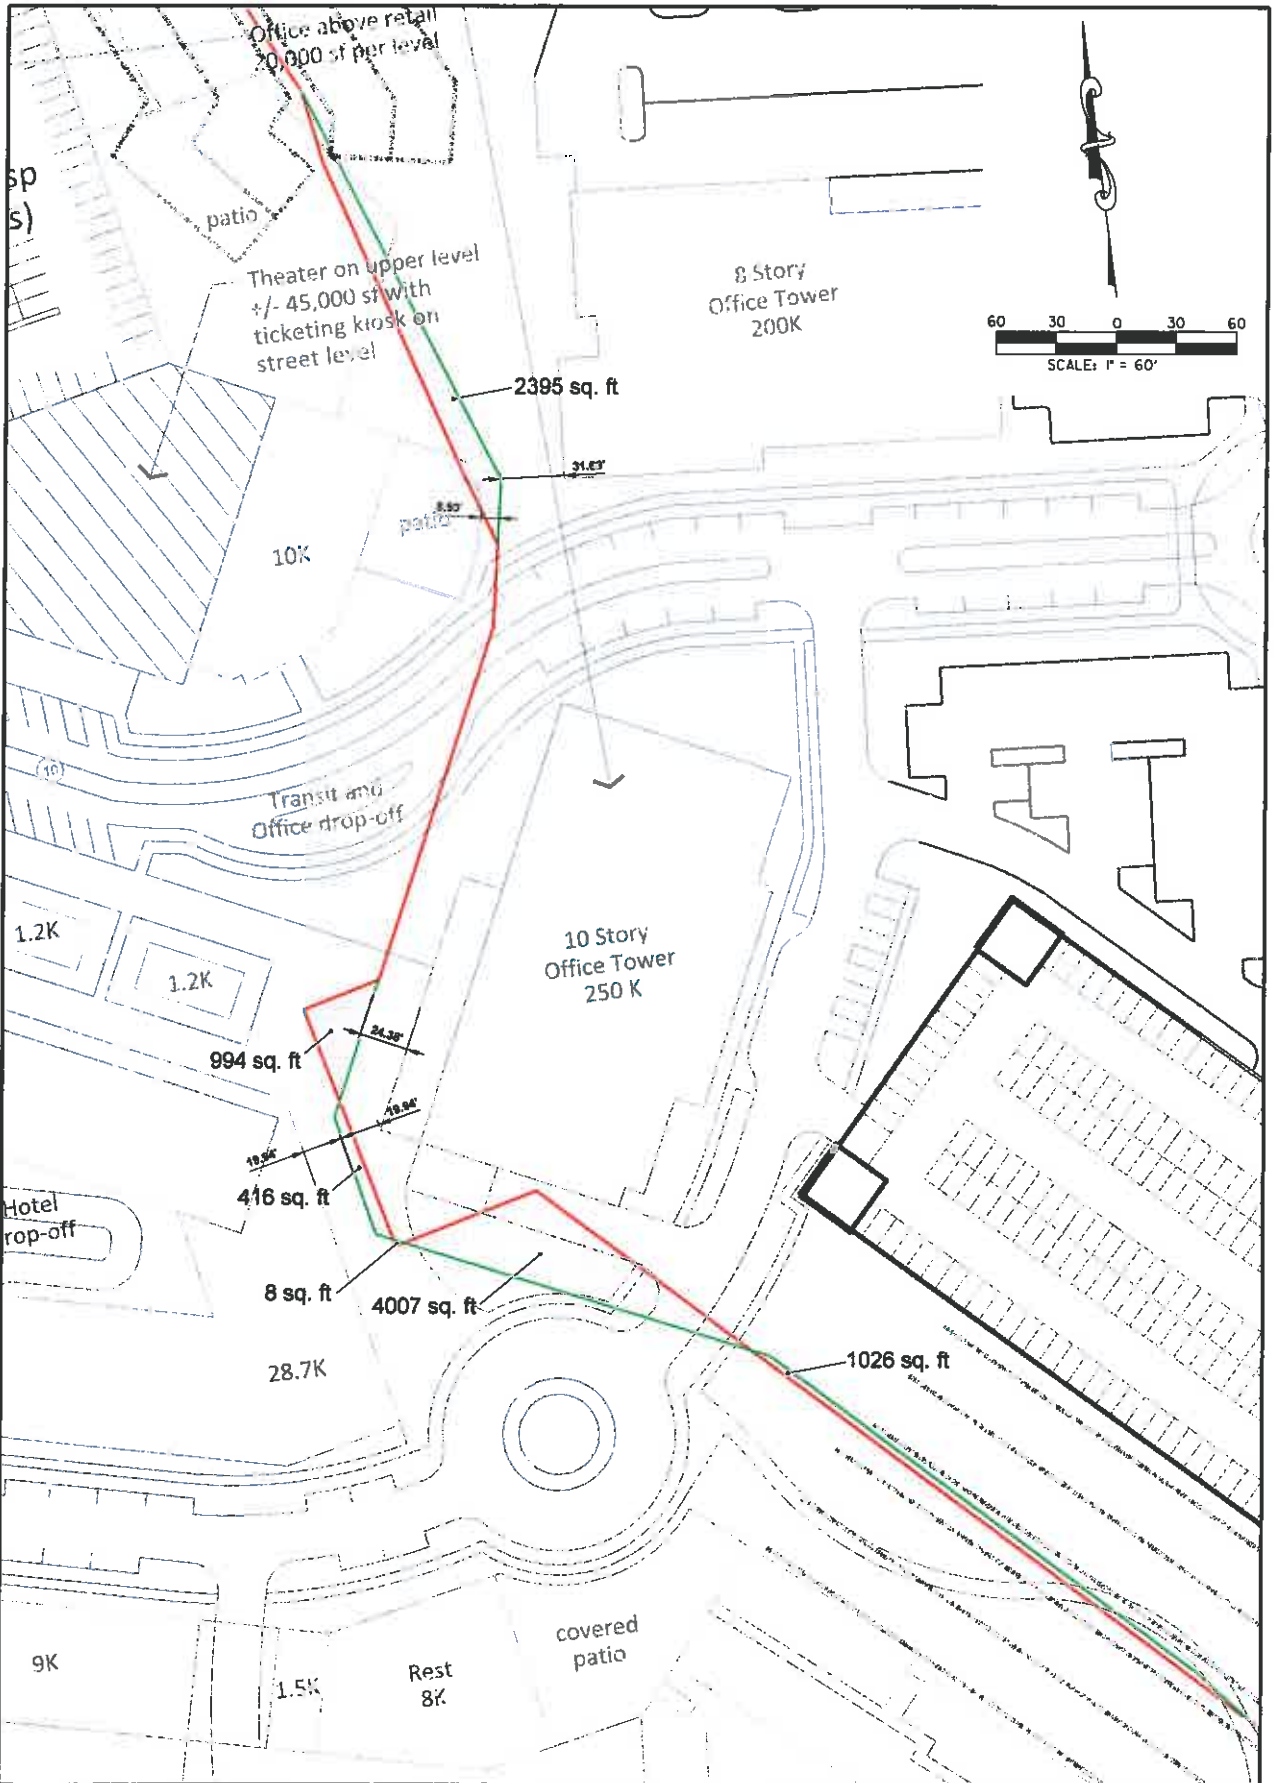 Office above retail
20,000 sf per level
sp
s)
patio
Theater on upper level
+/- 45,000 sf with
ticketing kiosk on
street level
8 Story
Office Tower
200K
60 30 0 30 60
SCALE: 1" = 60'
2395 sq. ft
patio
10K
10
Transit and
Office drop-off
1.2K
1.2K
10 Story
Office Tower
250 K
24.38'
994 sq. ft
19.94'
19.94'
416 sq. ft
Hotel
rop-off
8 sq. ft
4007 sq. ft
28.7K
1026 sq. ft
9K
1.5K
Rest
8K
covered
patio